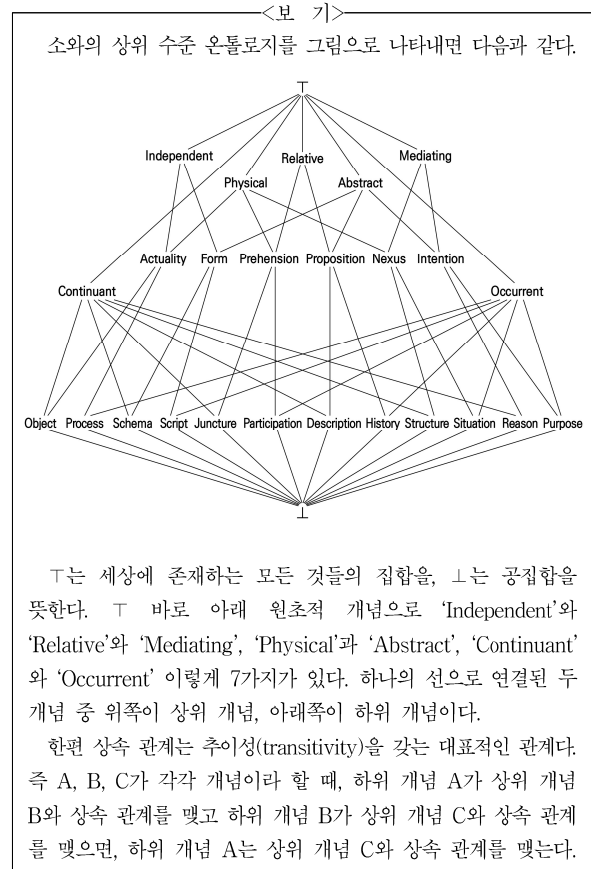 <보 기>
소와의 상위 수준 온톨로지를 그림으로 나타내면 다음과 같다.
⊤
Independent Relative Mediating
Physical Abstract
Actuality Form Prehension Proposition Nexus Intention
Continuant Occurrent
Object Process Schema Script Juncture Participation Description History Structure Situation Reason Purpose
⊥
⊤는 세상에 존재하는 모든 것들의 집합을, ⊥는 공집합을
뜻한다. ⊤ 바로 아래 원초적 개념으로 ‘Independent’와
‘Relative’와 ‘Mediating’, ‘Physical’과 ‘Abstract’, ‘Continuant’
와 ‘Occurrent’ 이렇게 7가지가 있다. 하나의 선으로 연결된 두
개념 중 위쪽이 상위 개념, 아래쪽이 하위 개념이다.
한편 상속 관계는 추이성(transitivity)을 갖는 대표적인 관계다.
즉 A, B, C가 각각 개념이라 할 때, 하위 개념 A가 상위 개념
B와 상속 관계를 맺고 하위 개념 B가 상위 개념 C와 상속 관계
를 맺으면, 하위 개념 A는 상위 개념 C와 상속 관계를 맺는다.